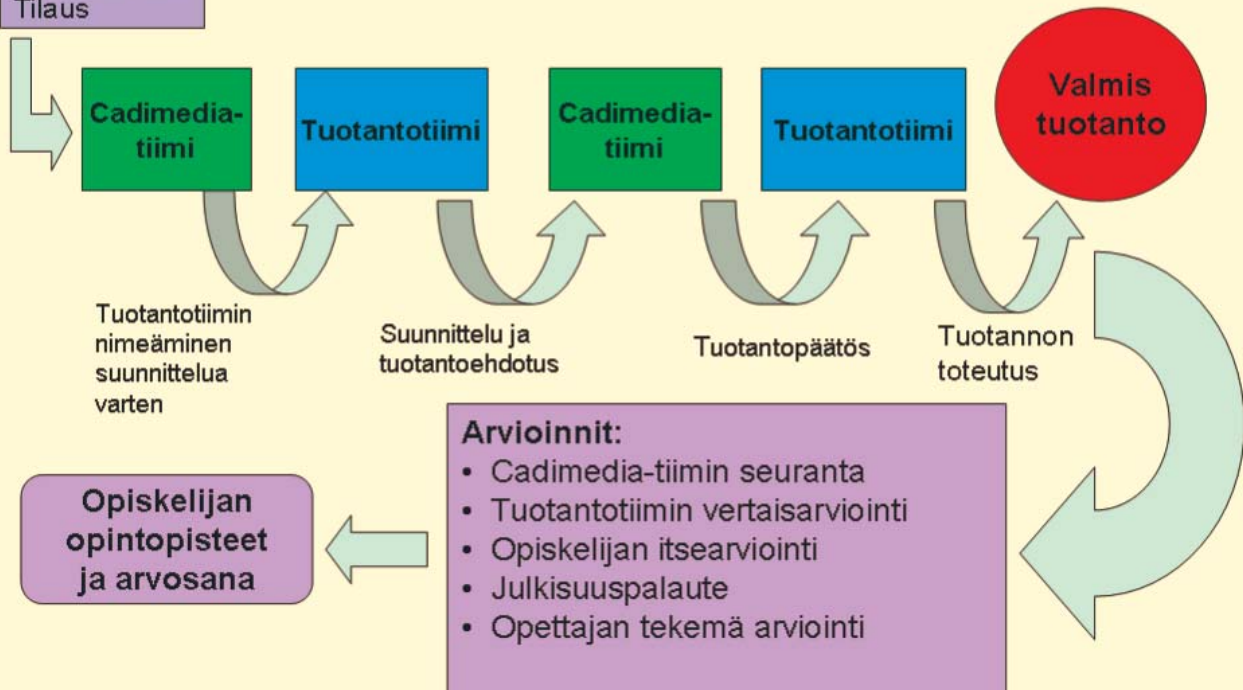 Tilaus
Cadimedia-
tiimi
Tuotantotiimi
Cadimedia-
tiimi
Tuotantotiimi
Valmis
tuotanto
Tuotantotiimin
nimeäminen
suunnittelua
varten
Suunnittelu ja
tuotantoehdotus
Tuotantopäätös
Tuotannon
toteutus
Arvioinnit:
• Cadimedia-tiimin seuranta
• Tuotantotiimin vertaisarviointi
• Opiskelijan itsearviointi
• Julkisuuspalaute
• Opettajan tekemä arviointi
Opiskelijan
opintopisteet
ja arvosana